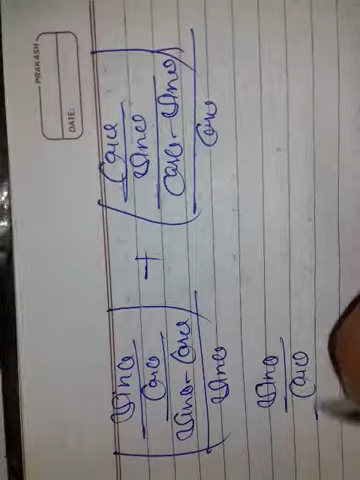 PRAKASH
DATE:
( (sinθ / cosθ) / ((sinθ - cosθ) / sinθ) ) + ( (cosθ / sinθ) / ((cosθ - sinθ) / cosθ) )
sinθ / cosθ